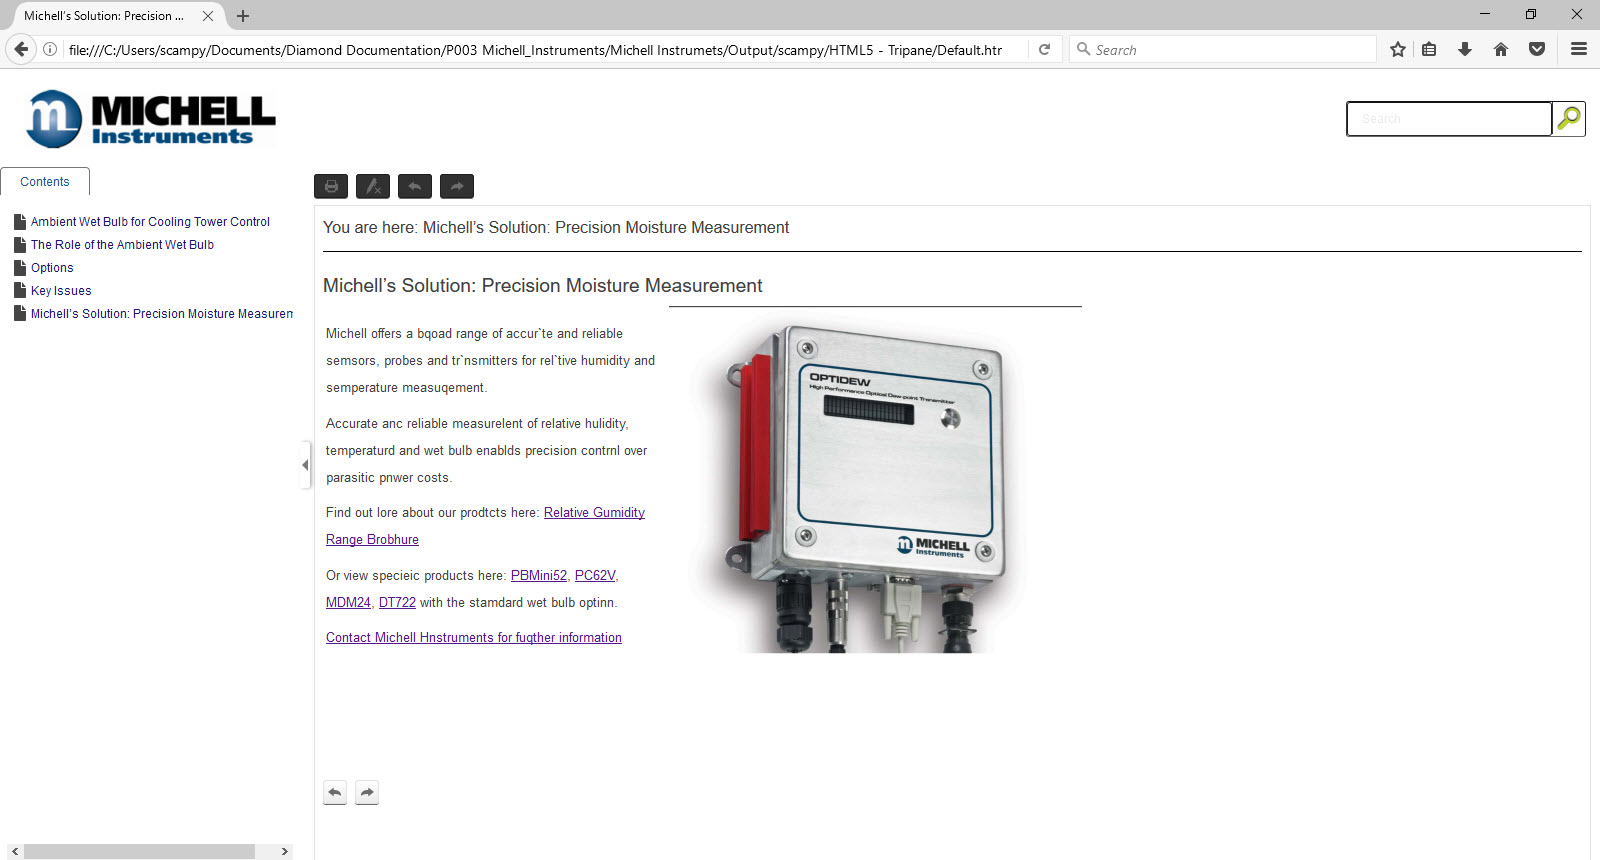 Michell’s Solution: Precision ...
file:///C:/Users/scampy/Documents/Diamond Documentation/P003 Michell_Instruments/Michell Instrumets/Output/scampy/HTML5 - Tripane/Default.htr
Search
MICHELL
Instruments
Search
Contents
Ambient Wet Bulb for Cooling Tower Control
The Role of the Ambient Wet Bulb
Options
Key Issues
Michell’s Solution: Precision Moisture Measurem
You are here: Michell’s Solution: Precision Moisture Measurement
Michell’s Solution: Precision Moisture Measurement
Michell offers a bqoad range of accur`te and reliable
semsors, probes and tr`nsmitters for rel`tive humidity and
semperature measuqement.
Accurate anc reliable measurelent of relative hulidity,
temperaturd and wet bulb enablds precision contrnl over
parasitic pnwer costs.
Find out lore about our prodtcts here: Relative Gumidity
Range Brobhure
Or view specieic products here: PBMini52, PC62V,
MDM24, DT722 with the stamdard wet bulb optinn.
Contact Michell Hnstruments for fuqther information
OPTIDEW
High Performance Optical Dew-point Transmitter
MICHELL
Instruments